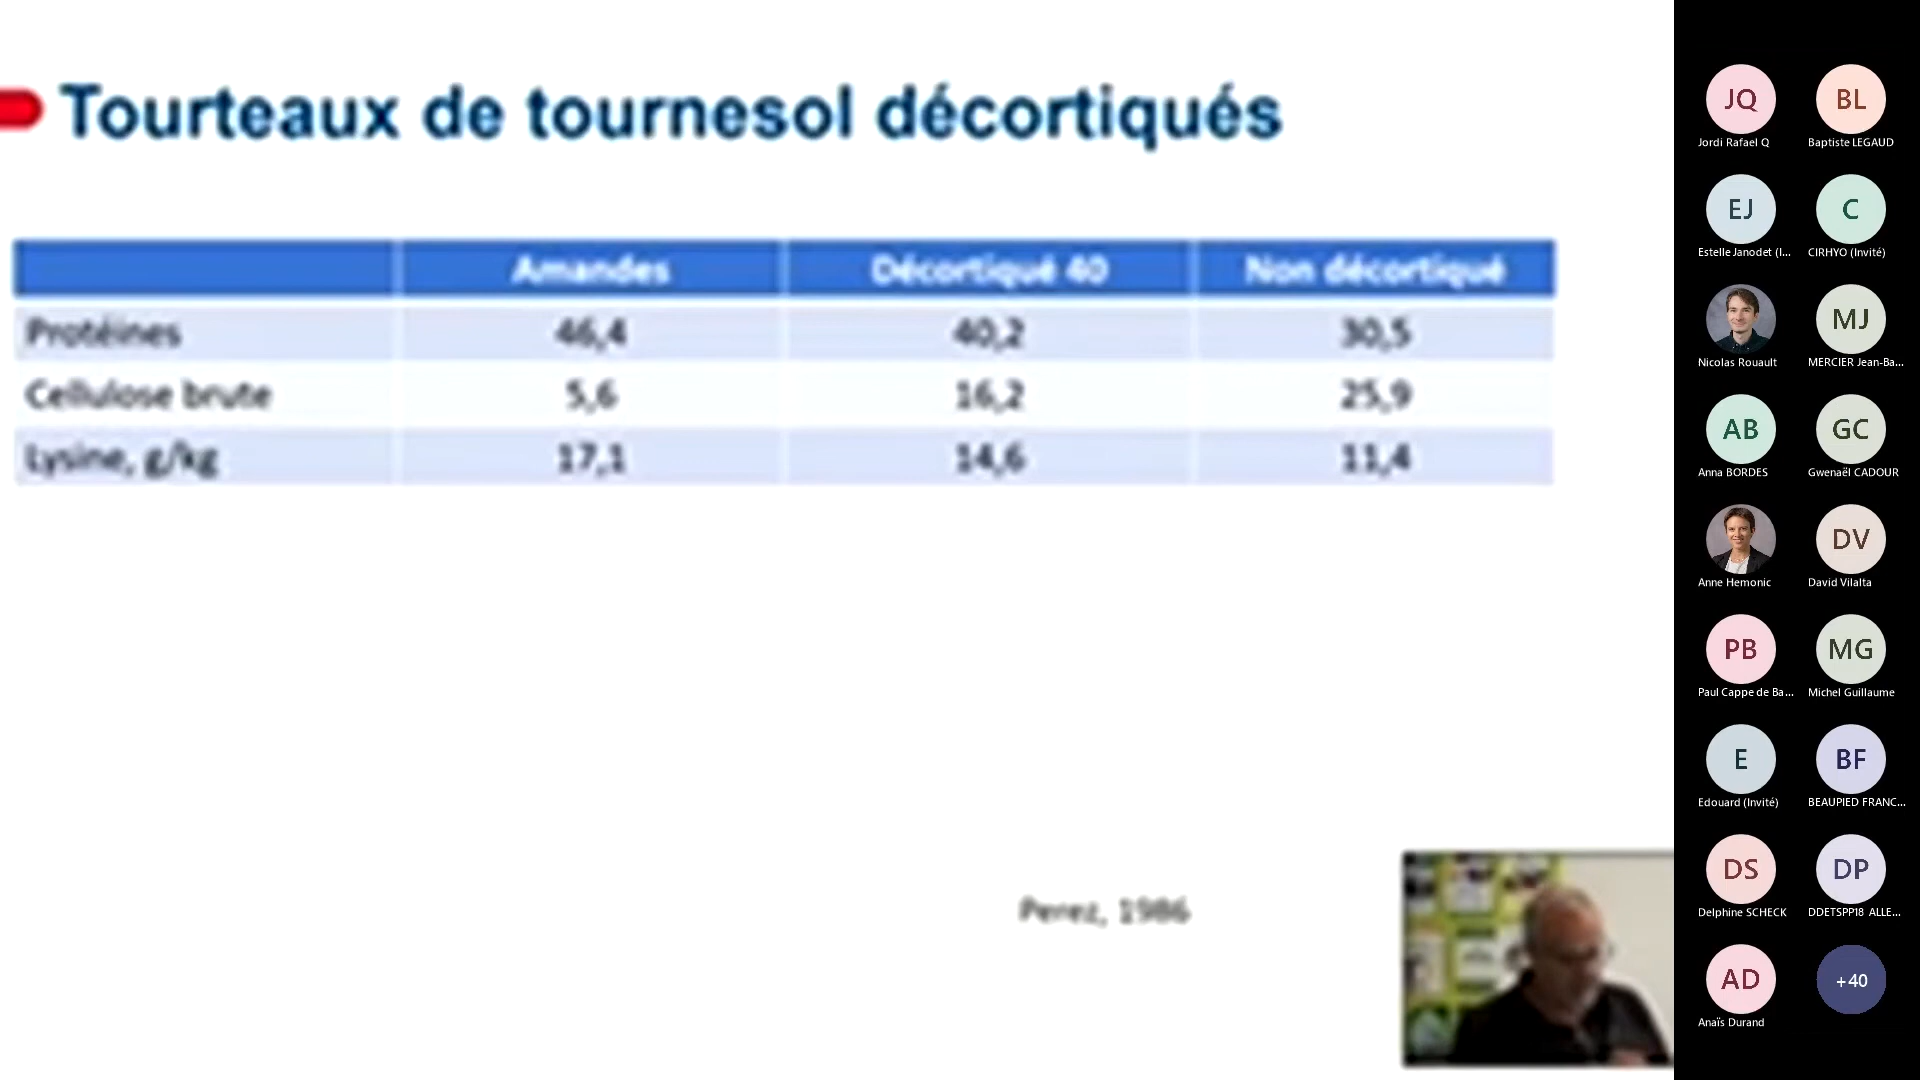 Tourteaux de tournesol décortiqués
Amandes Décortiqué 40 Non décortiqué
Protéines 46,4 40,2 30,5
Cellulose brute 5,6 16,2 25,9
Lysine, g/kg 17,1 14,6 11,4
Perez, 1986
JQ BL
Jordi Rafael Q Baptiste LEGAUD
EJ C
Estelle Janodet (I... CIRHYO (Invité)
MJ
Nicolas Rouault MERCIER Jean-Ba...
AB GC
Anna BORDES Gwenaël CADOUR
DV
Anne Hemonic David Vilalta
PB MG
Paul Cappe de Ba... Michel Guillaume
E BF
Edouard (Invité) BEAUPIED FRANC...
DS DP
Delphine SCHECK DDETSPP18 ALLE...
AD +40
Anaïs Durand